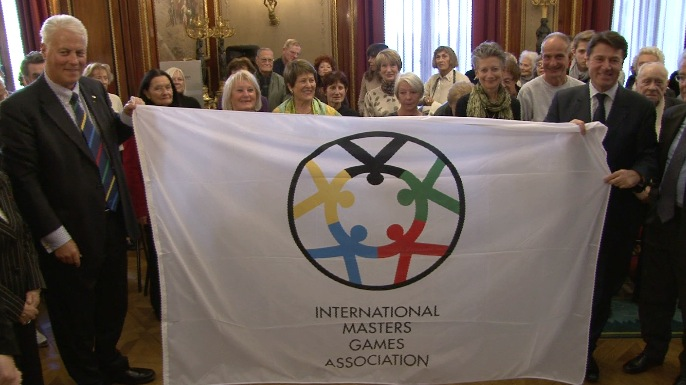 INTERNATIONAL
MASTERS
GAMES
ASSOCIATION